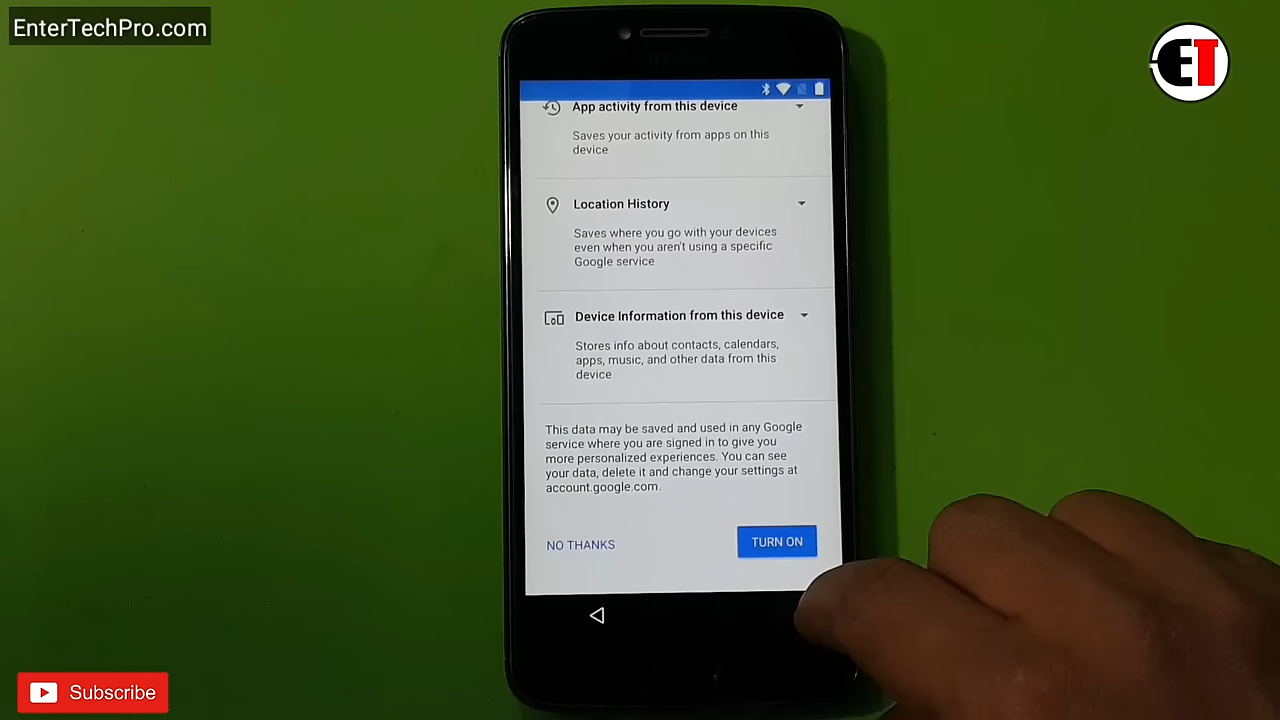 EnterTechPro.com
ET
App activity from this device
Saves your activity from apps on this
device
Location History
Saves where you go with your devices
even when you aren't using a specific
Google service
Device Information from this device
Stores info about contacts, calendars,
apps, music, and other data from this
device
This data may be saved and used in any Google
service where you are signed in to give you
more personalized experiences. You can see
your data, delete it and change your settings at
account.google.com.
NO THANKS
TURN ON
Subscribe